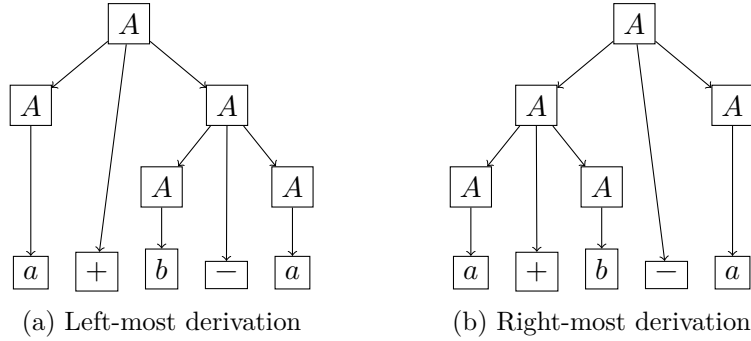 A A
A A A A
A A A A
a + b − a a + b − a
(a) Left-most derivation (b) Right-most derivation